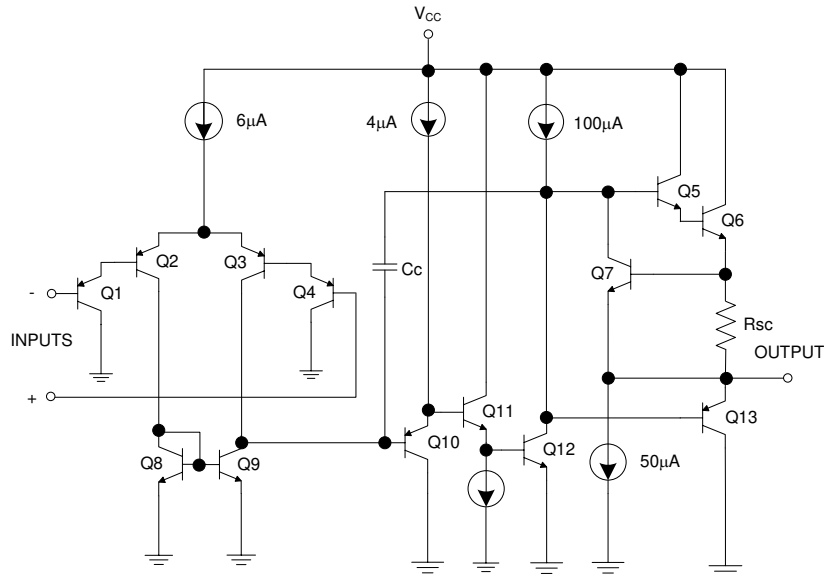 VCC
6µA
4µA
100µA
Q5
Q6
Q2
Q3
Q7
Cc
-
Q1
Q4
Rsc
INPUTS
OUTPUT
+
Q11
Q13
Q10
Q12
Q8
Q9
50µA